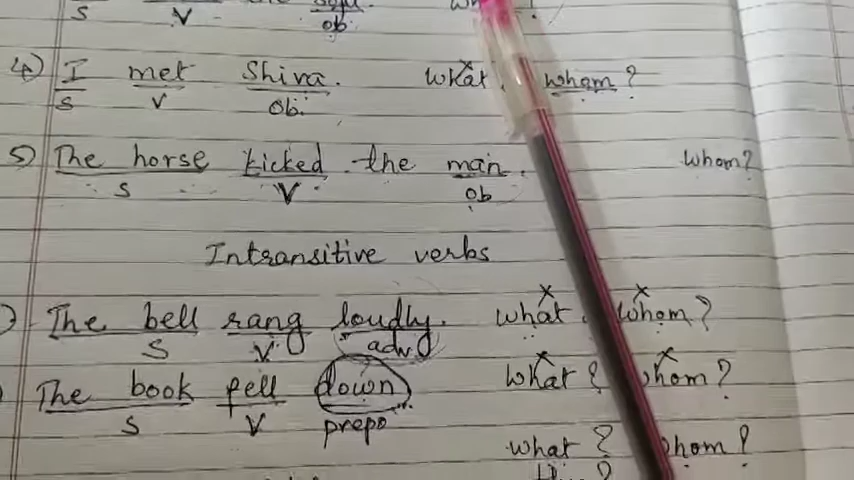 S V ob
4) I met Shiva. what whom?
S V Ob.
5) The horse kicked the man. whom?
S V ob
Intransitive verbs
) The bell rang loudly. what whom?
S V adv
The book fell down what? whom?
S V prepo
what? whom?